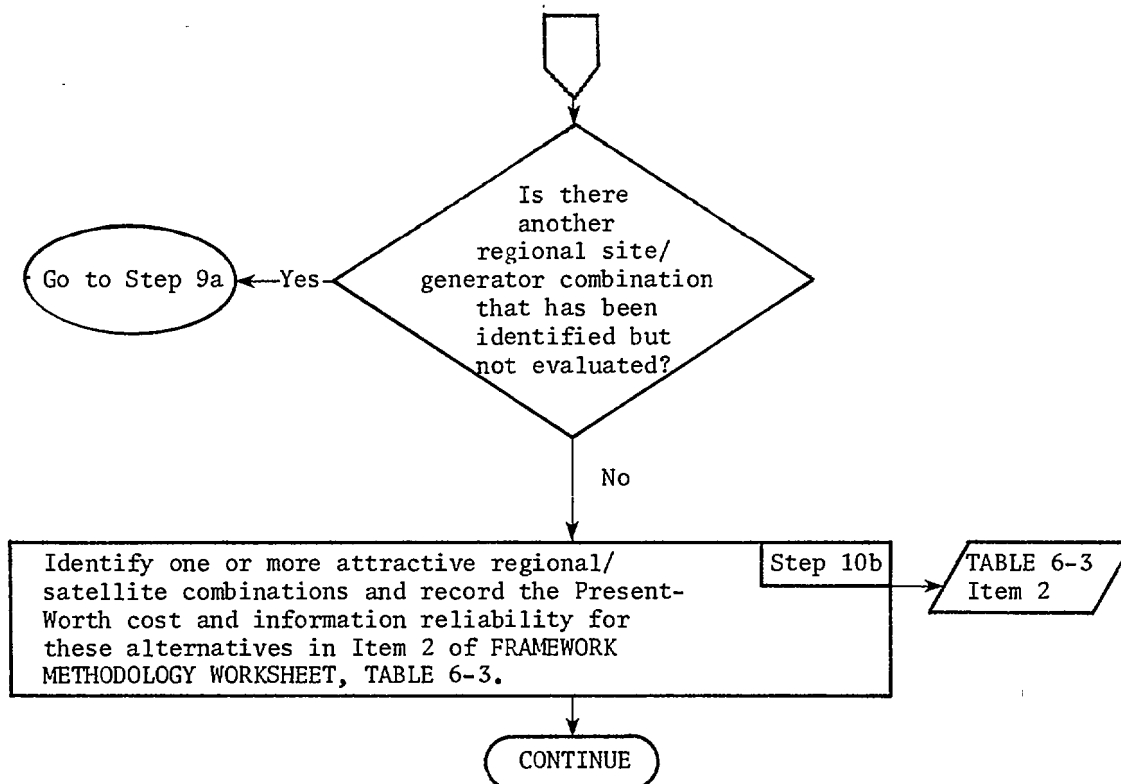 Is there
another
regional site/
generator combination
that has been
identified but
not evaluated?
Go to Step 9a
Yes
No
Step 10b
Identify one or more attractive regional/
satellite combinations and record the Present-
Worth cost and information reliability for
these alternatives in Item 2 of FRAMEWORK
METHODOLOGY WORKSHEET, TABLE 6-3.
TABLE 6-3
Item 2
CONTINUE